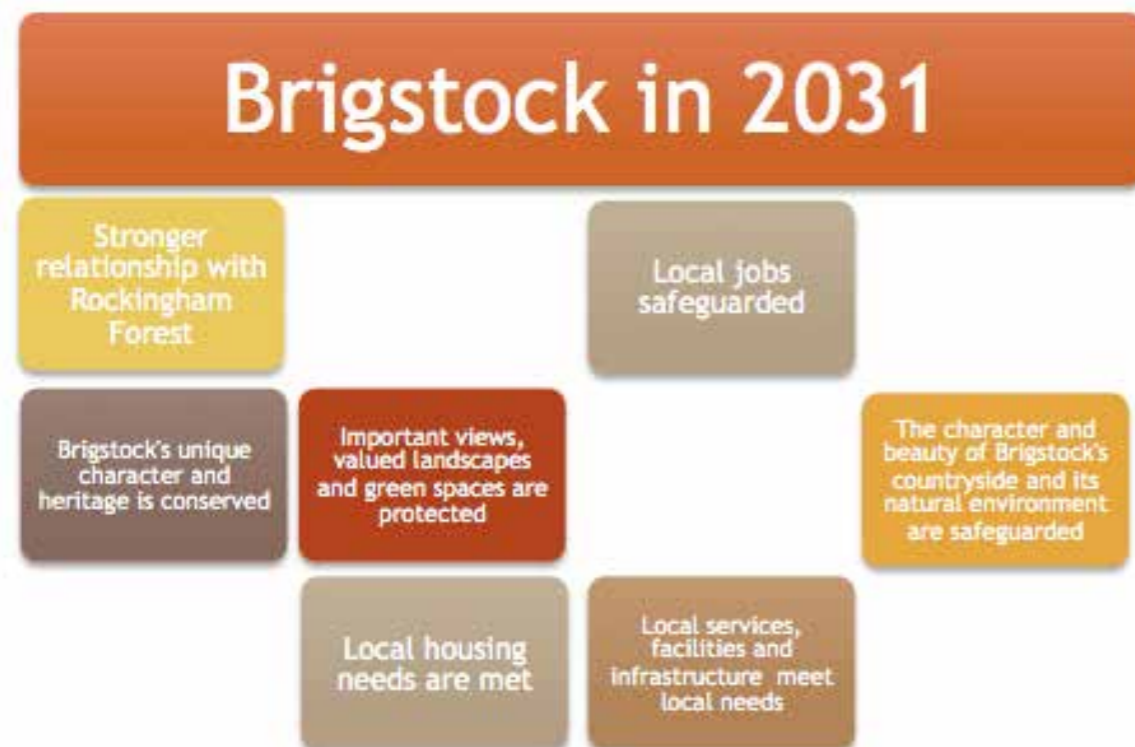 Brigstock in 2031
Stronger
relationship with
Rockingham
Forest
Local jobs
safeguarded
Brigstock's unique
character and
heritage is conserved
Important views,
valued landscapes
and green spaces are
protected
The character and
beauty of Brigstock's
countryside and its
natural environment
are safeguarded
Local housing
needs are met
Local services,
facilities and
infrastructure meet
local needs